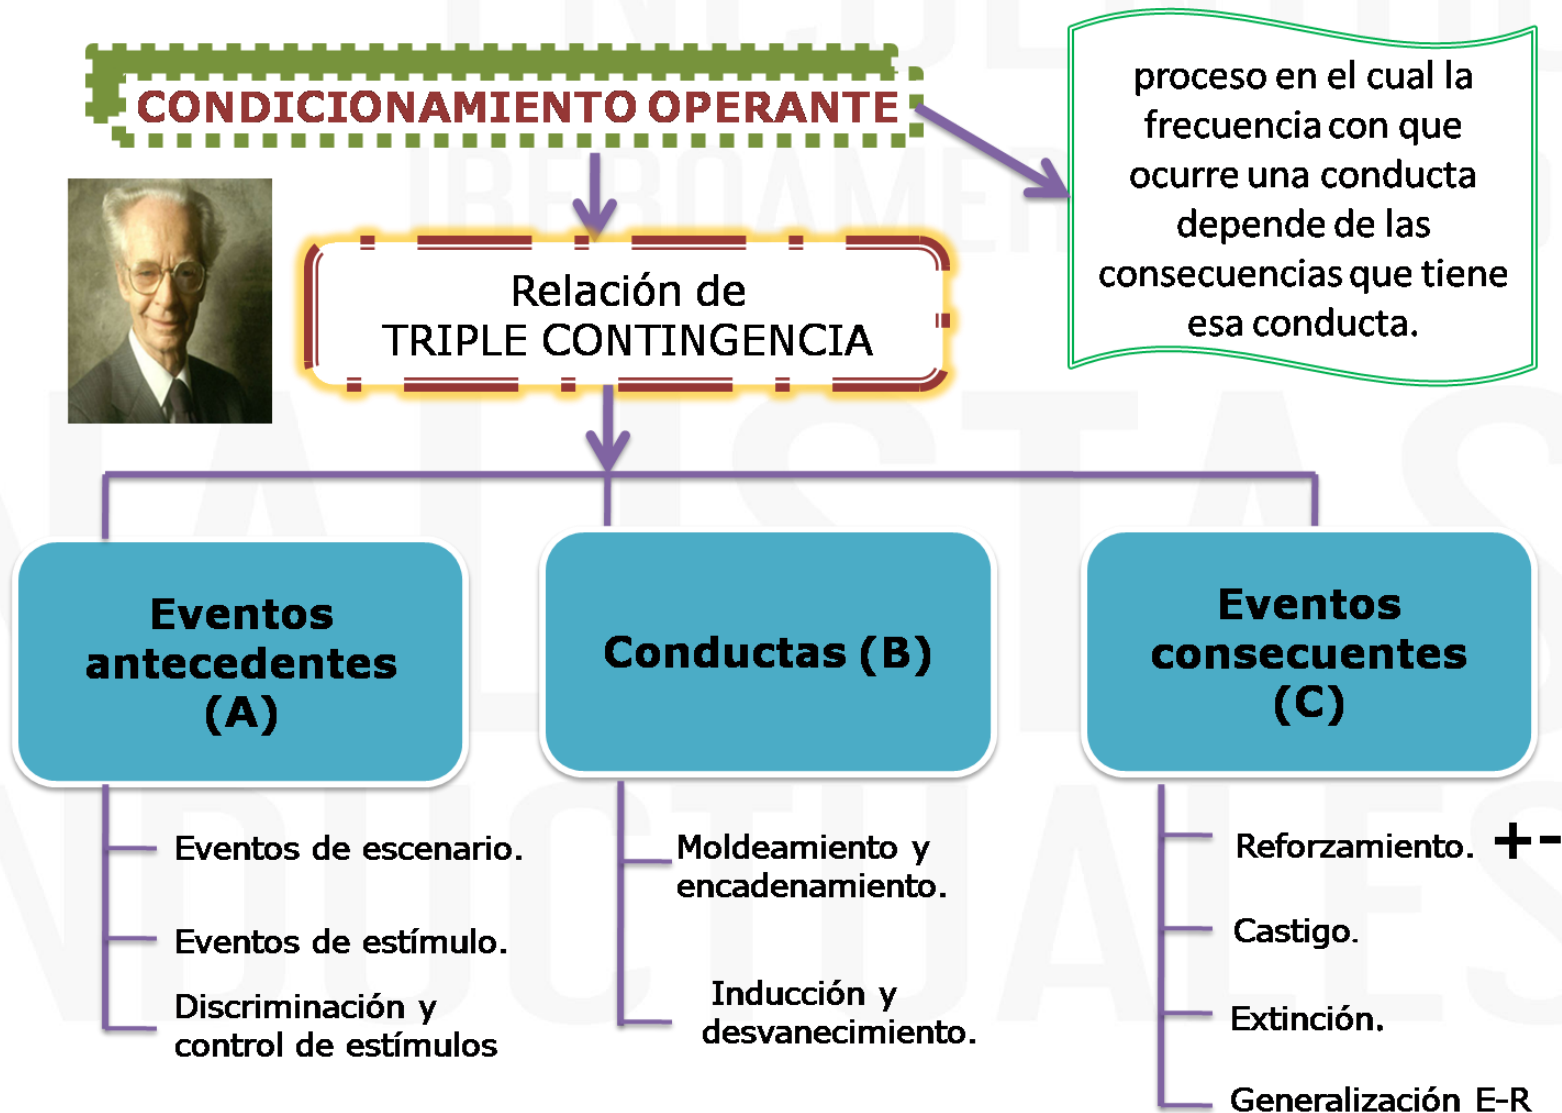 CONDICIONAMIENTO OPERANTE
proceso en el cual la
frecuencia con que
ocurre una conducta
depende de las
consecuencias que tiene
esa conducta.
Relación de
TRIPLE CONTINGENCIA
Eventos
antecedentes
(A)
Eventos de escenario.
Eventos de estímulo.
Discriminación y
control de estímulos
Conductas (B)
Moldeamiento y
encadenamiento.
Inducción y
desvanecimiento.
Eventos
consecuentes
(C)
Reforzamiento. +-
Castigo.
Extinción.
Generalización E-R